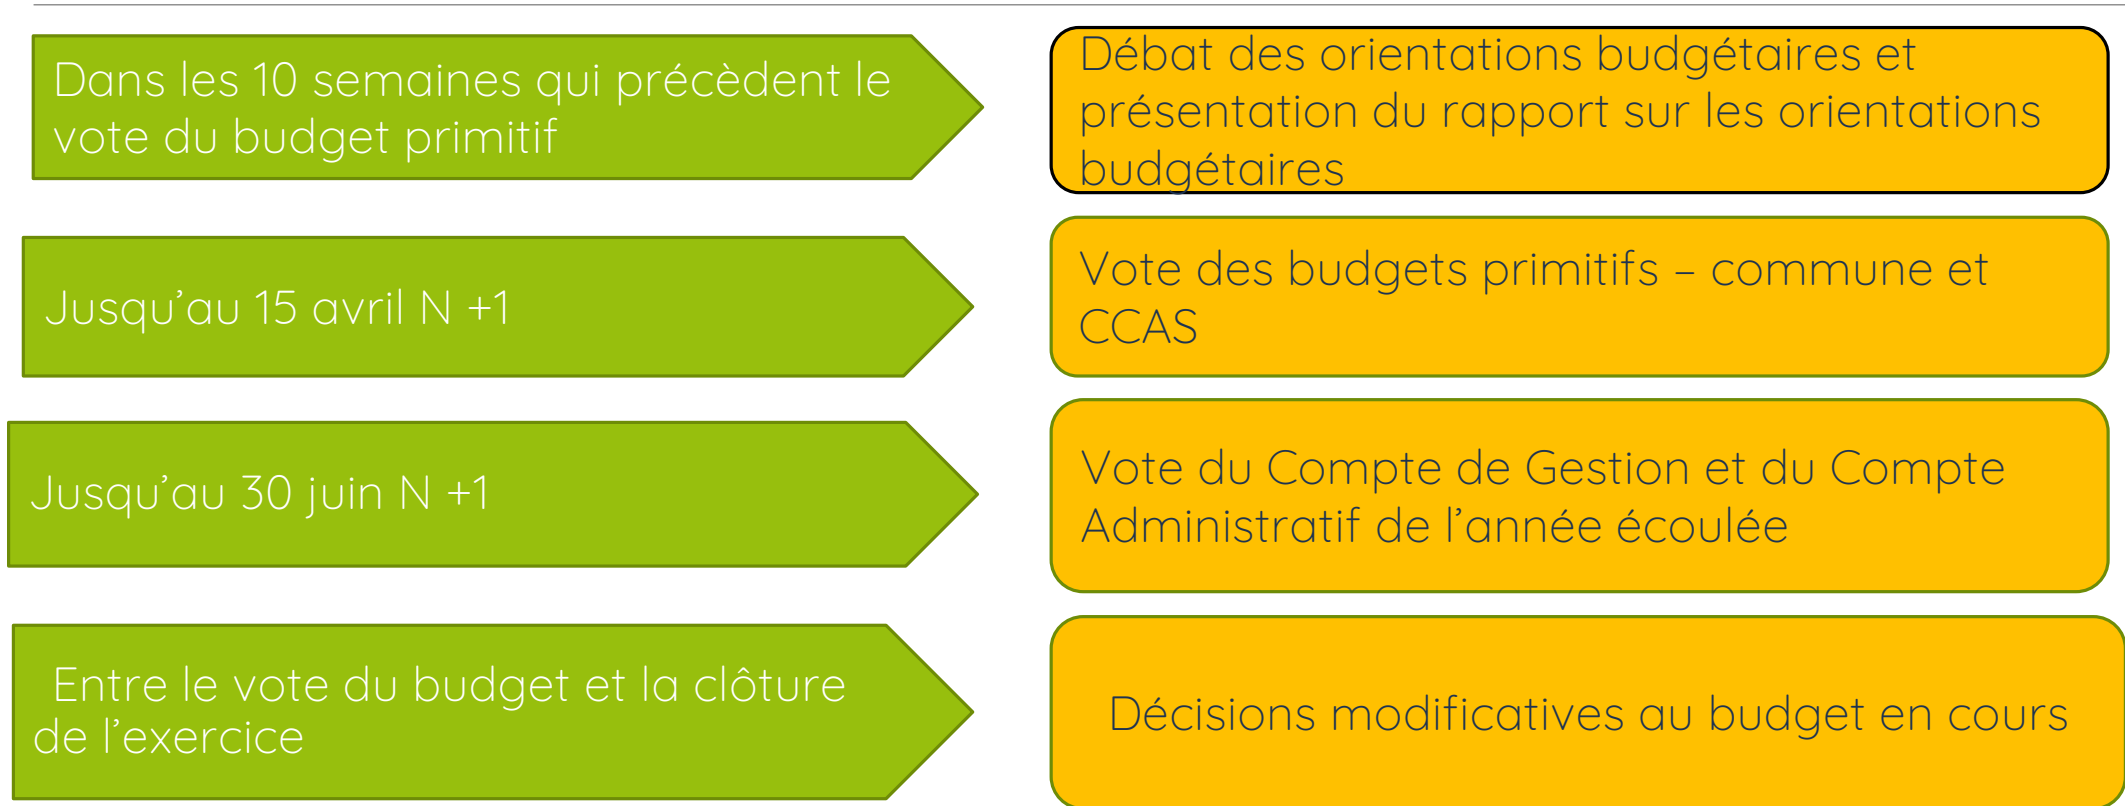 Dans les 10 semaines qui précèdent le
vote du budget primitif
Débat des orientations budgétaires et
présentation du rapport sur les orientations
budgétaires
Jusqu’au 15 avril N +1
Vote des budgets primitifs – commune et
CCAS
Jusqu’au 30 juin N +1
Vote du Compte de Gestion et du Compte
Administratif de l’année écoulée
Entre le vote du budget et la clôture
de l’exercice
Décisions modificatives au budget en cours